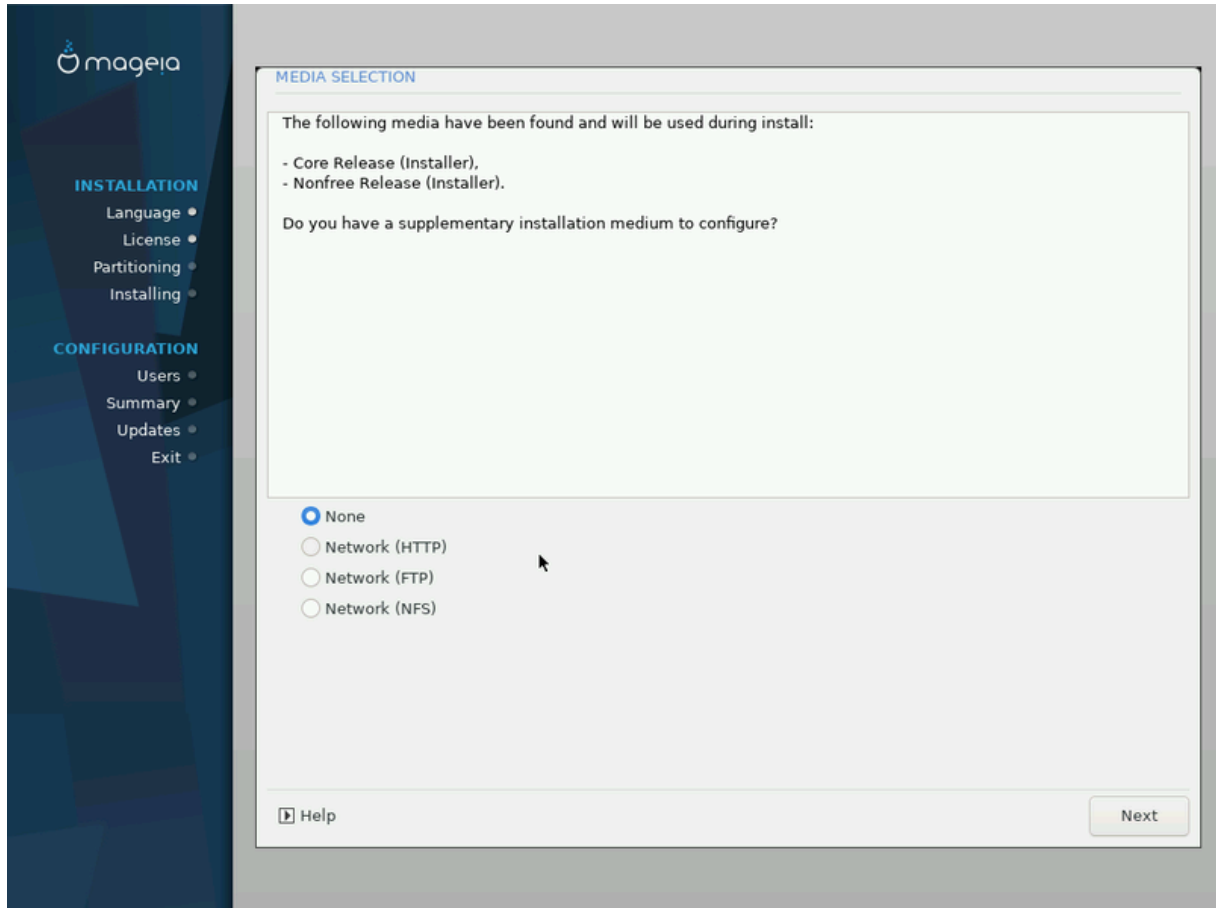 mageia
INSTALLATION
Language
License
Partitioning
Installing
CONFIGURATION
Users
Summary
Updates
Exit
MEDIA SELECTION
The following media have been found and will be used during install:
- Core Release (Installer),
- Nonfree Release (Installer).
Do you have a supplementary installation medium to configure?
None
Network (HTTP)
Network (FTP)
Network (NFS)
Help
Next